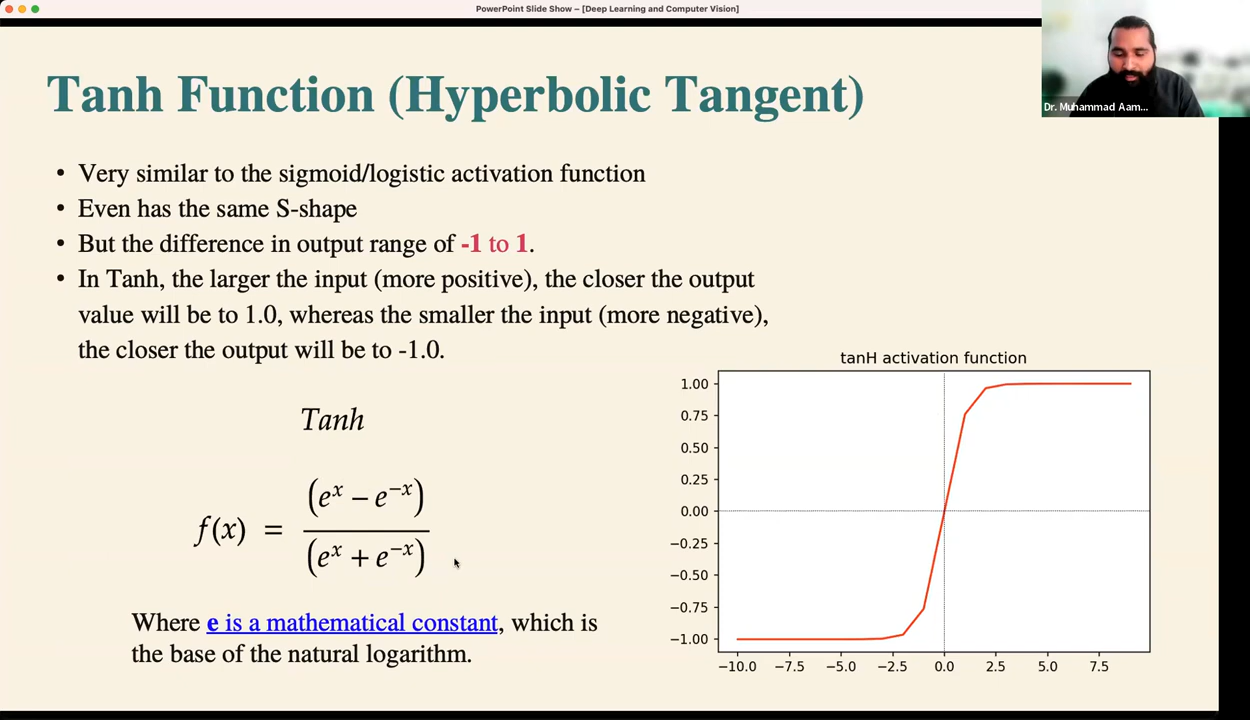 PowerPoint Slide Show – [Deep Learning and Computer Vision]
Dr. Muhammad Aam...
Tanh Function (Hyperbolic Tangent)
• Very similar to the sigmoid/logistic activation function
• Even has the same S-shape
• But the difference in output range of -1 to 1.
• In Tanh, the larger the input (more positive), the closer the output
value will be to 1.0, whereas the smaller the input (more negative),
the closer the output will be to -1.0.
Tanh
f(x) = (eˣ − e⁻ˣ) / (eˣ + e⁻ˣ)
Where e is a mathematical constant, which is
the base of the natural logarithm.
tanH activation function
1.00
0.75
0.50
0.25
0.00
−0.25
−0.50
−0.75
−1.00
−10.0 −7.5 −5.0 −2.5 0.0 2.5 5.0 7.5